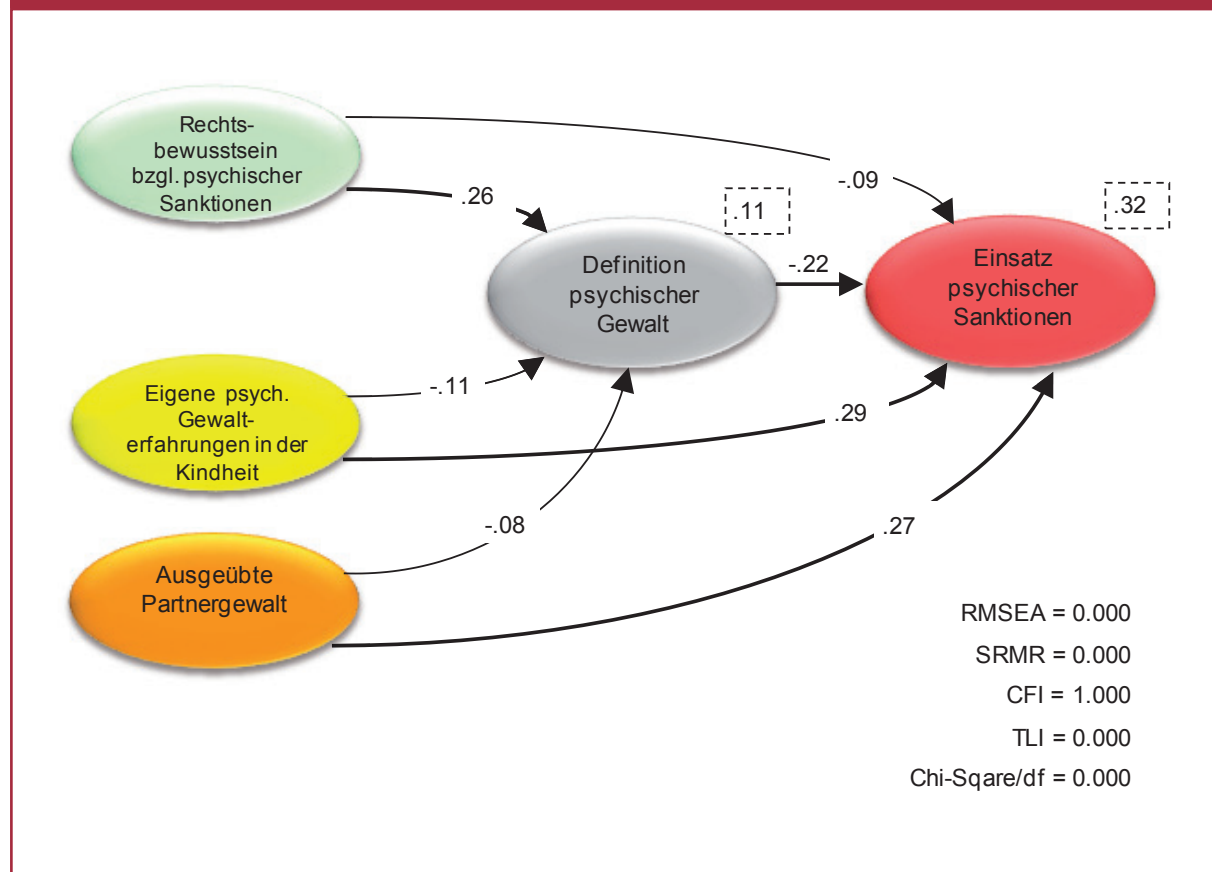 Rechts-
bewusstsein
bzgl. psychischer
Sanktionen
-.09
.26
.11
.32
Definition
psychischer
Gewalt
-.22
Einsatz
psychischer
Sanktionen
Eigene psych.
Gewalt-
erfahrungen in der
Kindheit
-.11
.29
-.08
.27
Ausgeübte
Partnergewalt
RMSEA = 0.000
SRMR = 0.000
CFI = 1.000
TLI = 0.000
Chi-Sqare/df = 0.000